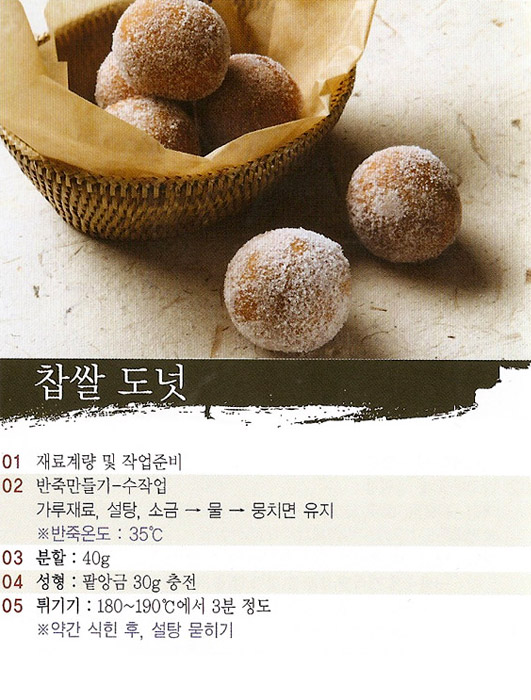 찹쌀 도넛
01 재료계량 및 작업준비
02 반죽만들기-수작업
가루재료, 설탕, 소금 → 물 → 뭉치면 유지
※반죽온도 : 35℃
03 분할 : 40g
04 성형 : 팥앙금 30g 충전
05 튀기기 : 180~190℃에서 3분 정도
※약간 식힌 후, 설탕 묻히기